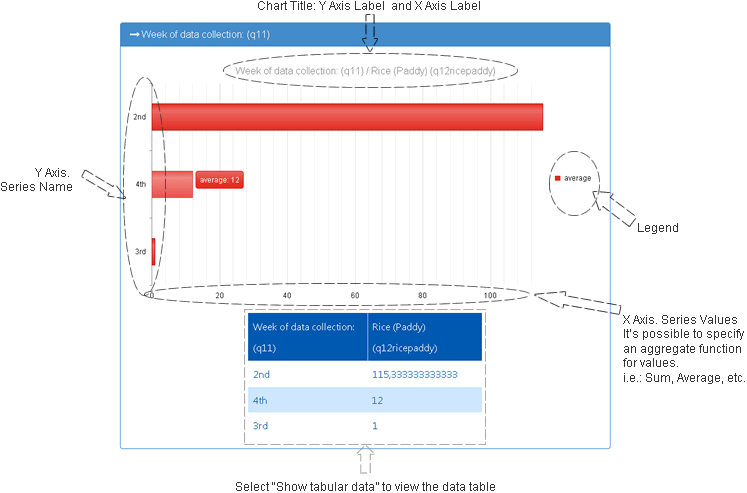 Chart Title: Y Axis Label  and X Axis Label
Week of data collection: (q11)
Week of data collection: (q11) / Rice (Paddy) (q12ricepaddy)
2nd
4th
3rd
average: 12
average
0
20
40
60
80
100
Y Axis.
Series Name
Legend
X Axis. Series Values
It's possible to specify
an aggregate function
for values.
i.e.: Sum, Average, etc.
Week of data collection: Rice (Paddy)
(q11) (q12ricepaddy)
2nd 115,333333333333
4th 12
3rd 1
Select "Show tabular data" to view the data table